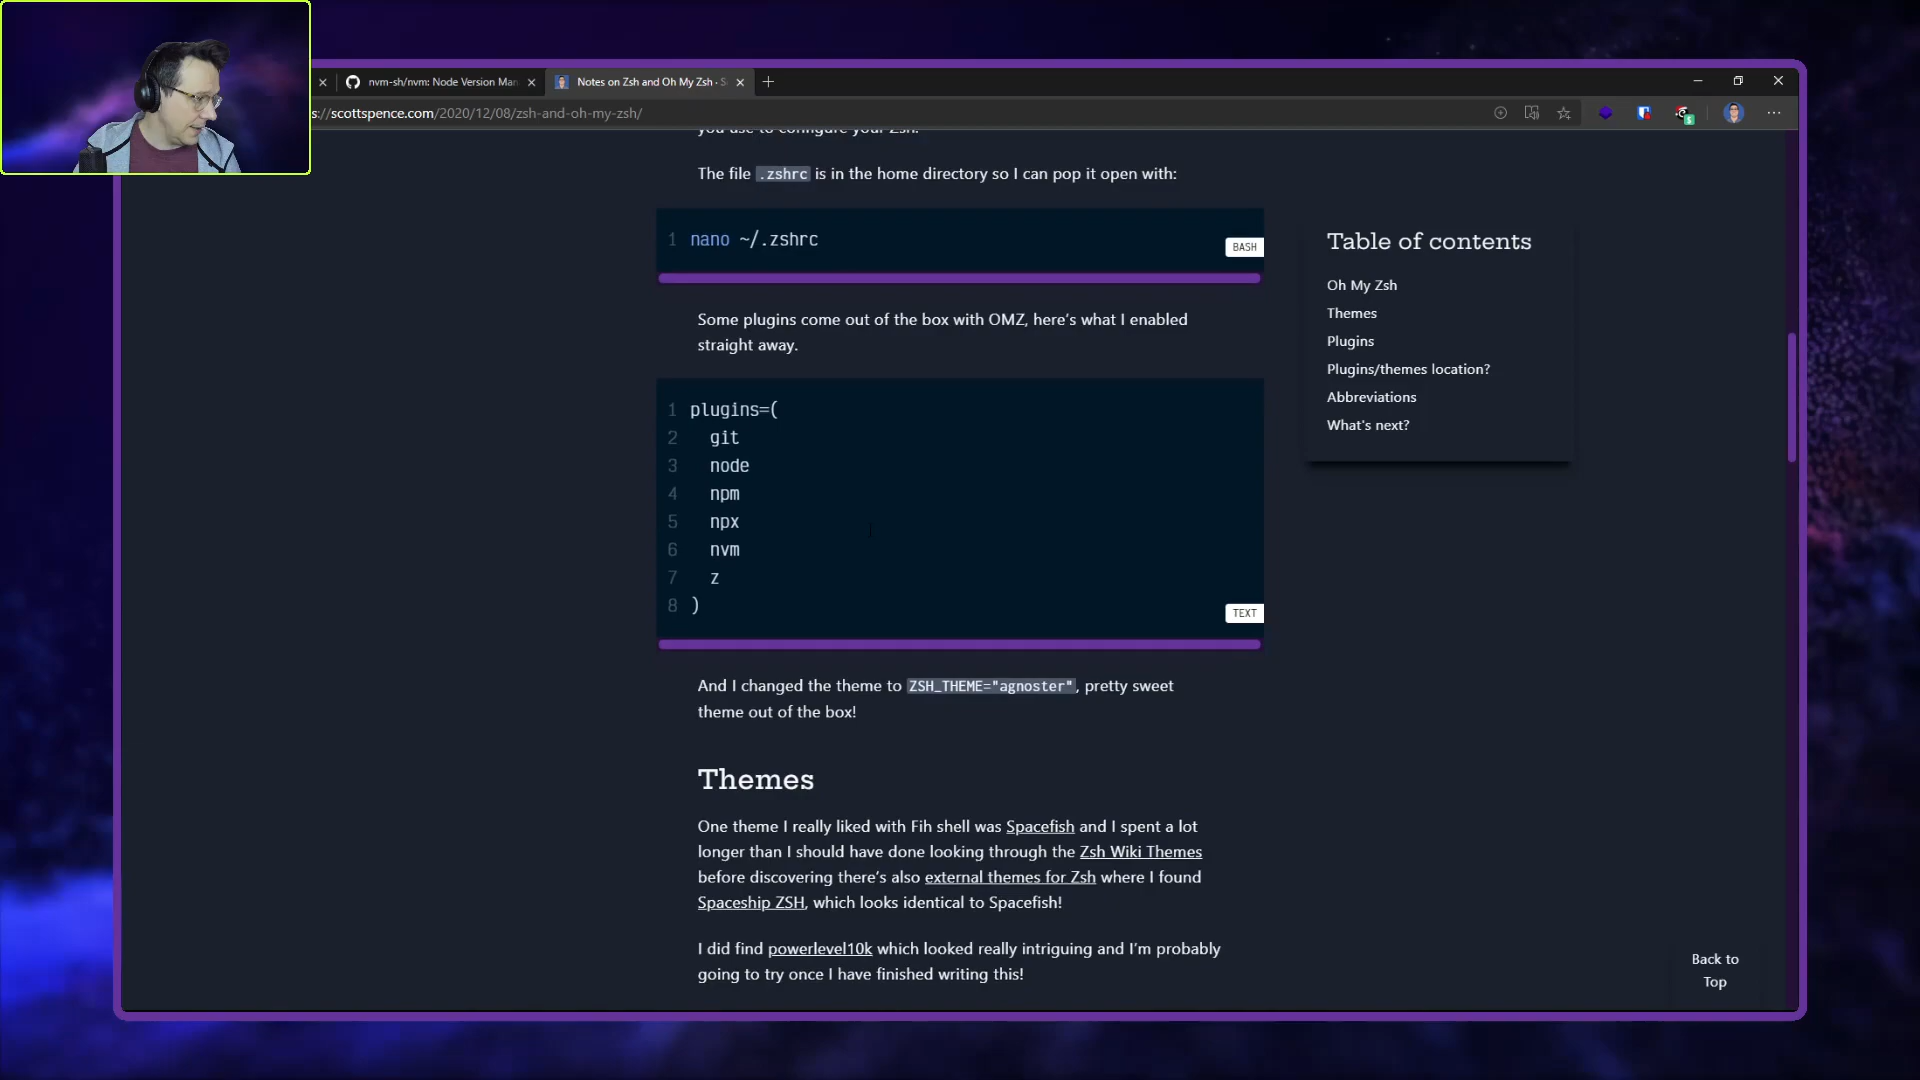 nvm-sh/nvm: Node Version Man
Notes on Zsh and Oh My Zsh · S
s://scottspence.com/2020/12/08/zsh-and-oh-my-zsh/
you use to configure your Zsh.
The file .zshrc is in the home directory so I can pop it open with:
1 nano ~/.zshrc
BASH
Some plugins come out of the box with OMZ, here's what I enabled
straight away.
1 plugins=(
2 git
3 node
4 npm
5 npx
6 nvm
7 z
8 )
TEXT
And I changed the theme to ZSH_THEME="agnoster", pretty sweet
theme out of the box!
Themes
One theme I really liked with Fih shell was Spacefish and I spent a lot
longer than I should have done looking through the Zsh Wiki Themes
before discovering there's also external themes for Zsh where I found
Spaceship ZSH, which looks identical to Spacefish!
I did find powerlevel10k which looked really intriguing and I'm probably
going to try once I have finished writing this!
Table of contents
Oh My Zsh
Themes
Plugins
Plugins/themes location?
Abbreviations
What's next?
Back to
Top